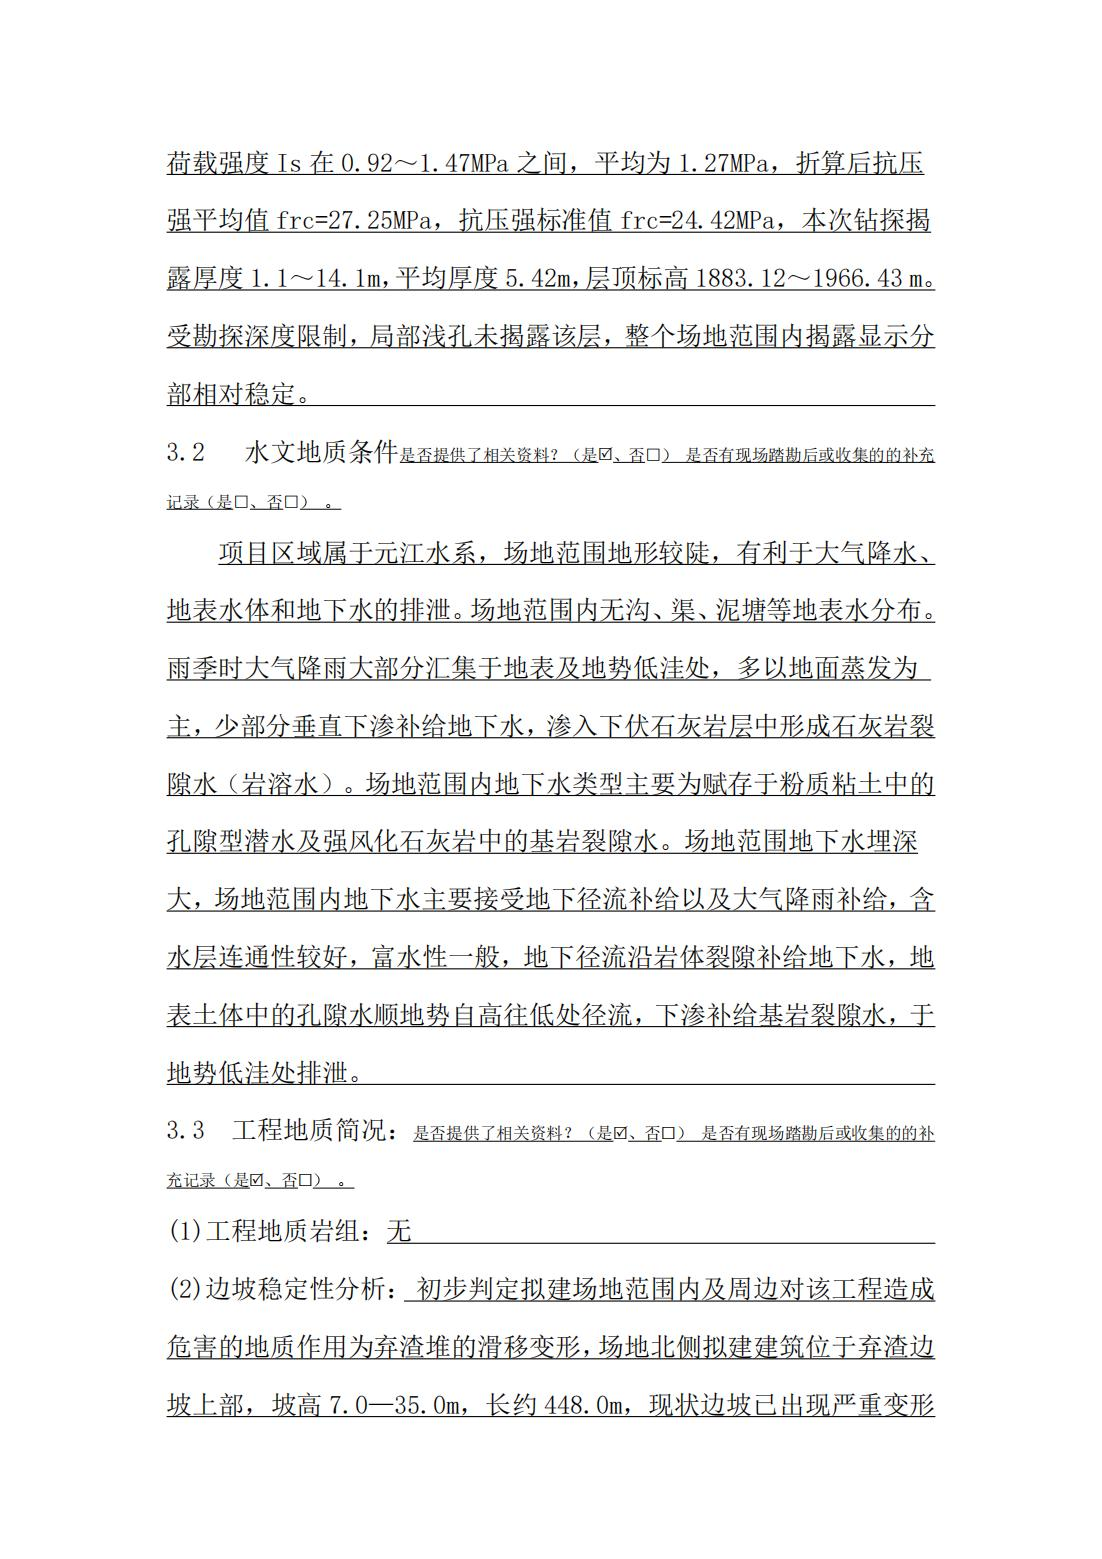 荷载强度 Is 在 0.92～1.47MPa 之间，平均为 1.27MPa，折算后抗压
强平均值 frc=27.25MPa，抗压强标准值 frc=24.42MPa，本次钻探揭
露厚度 1.1～14.1m，平均厚度 5.42m，层顶标高 1883.12～1966.43 m。
受勘探深度限制，局部浅孔未揭露该层，整个场地范围内揭露显示分
部相对稳定。
3.2 水文地质条件是否提供了相关资料？（是☑、否□） 是否有现场踏勘后或收集的的补充
记录（是□、否□） 。
项目区域属于元江水系，场地范围地形较陡，有利于大气降水、
地表水体和地下水的排泄。场地范围内无沟、渠、泥塘等地表水分布。
雨季时大气降雨大部分汇集于地表及地势低洼处，多以地面蒸发为
主，少部分垂直下渗补给地下水，渗入下伏石灰岩层中形成石灰岩裂
隙水（岩溶水）。场地范围内地下水类型主要为赋存于粉质粘土中的
孔隙型潜水及强风化石灰岩中的基岩裂隙水。场地范围地下水埋深
大，场地范围内地下水主要接受地下径流补给以及大气降雨补给，含
水层连通性较好，富水性一般，地下径流沿岩体裂隙补给地下水，地
表土体中的孔隙水顺地势自高往低处径流，下渗补给基岩裂隙水，于
地势低洼处排泄。
3.3 工程地质简况：是否提供了相关资料？（是☑、否□） 是否有现场踏勘后或收集的的补
充记录（是☑、否□） 。
(1)工程地质岩组：无
(2)边坡稳定性分析： 初步判定拟建场地范围内及周边对该工程造成
危害的地质作用为弃渣堆的滑移变形，场地北侧拟建建筑位于弃渣边
坡上部，坡高 7.0—35.0m，长约 448.0m，现状边坡已出现严重变形